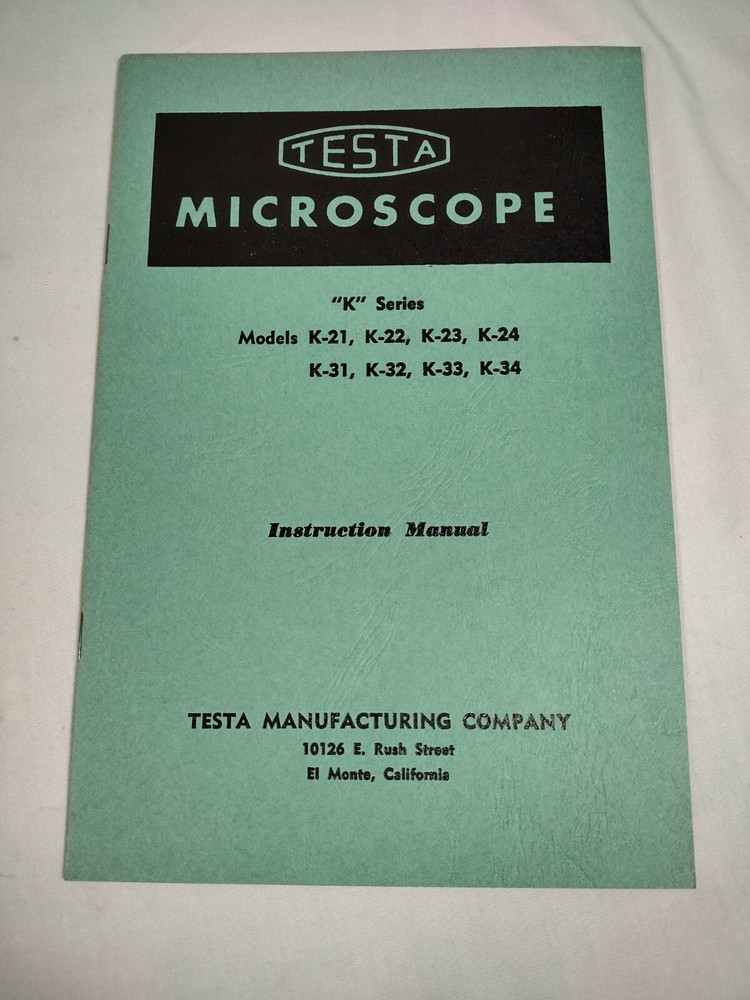 TESTA
MICROSCOPE
"K" Series
Models K-21, K-22, K-23, K-24
K-31, K-32, K-33, K-34
Instruction Manual
TESTA MANUFACTURING COMPANY
10126 E. Rush Street
El Monte, California